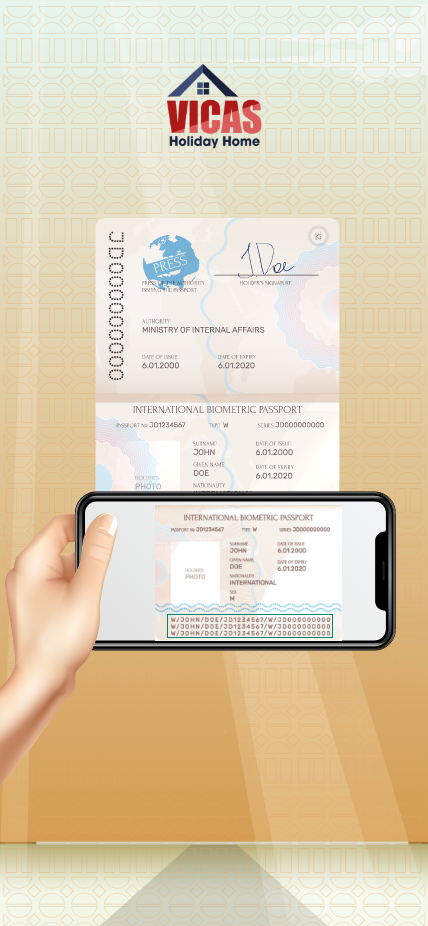 VICAS
Holiday Home
JD000000000
PRESS
PRESS OF THE AUTHORITY
ISSUING THE PASSPORT
J.Doe
HOLDER'S SIGNATURE
AUTHORITY
MINISTRY OF INTERNAL AFFAIRS
DATE OF ISSUE DATE OF EXPIRY
6.01.2000 6.01.2020
INTERNATIONAL BIOMETRIC PASSPORT
PASSPORT № JD1234567 TYPE W SERIES JD000000000
SURNAME DATE OF ISSUE
JOHN 6.01.2000
GIVEN NAME DATE OF EXPIRY
DOE 6.01.2020
HOLDER'S
PHOTO
NATIONALITY
INTERNATIONAL BIOMETRIC PASSPORT
PASSPORT № JD1234567 TYPE W SERIES JD000000000
SURNAME DATE OF ISSUE
JOHN 6.01.2000
GIVEN NAME DATE OF EXPIRY
DOE 6.01.2020
HOLDER'S
PHOTO
NATIONALITY
INTERNATIONAL
SEX
M
W/JOHN/DOE/JD1234567/W/JD000000000
W/JOHN/DOE/JD1234567/W/JD000000000
W/JOHN/DOE/JD1234567/W/JD000000000